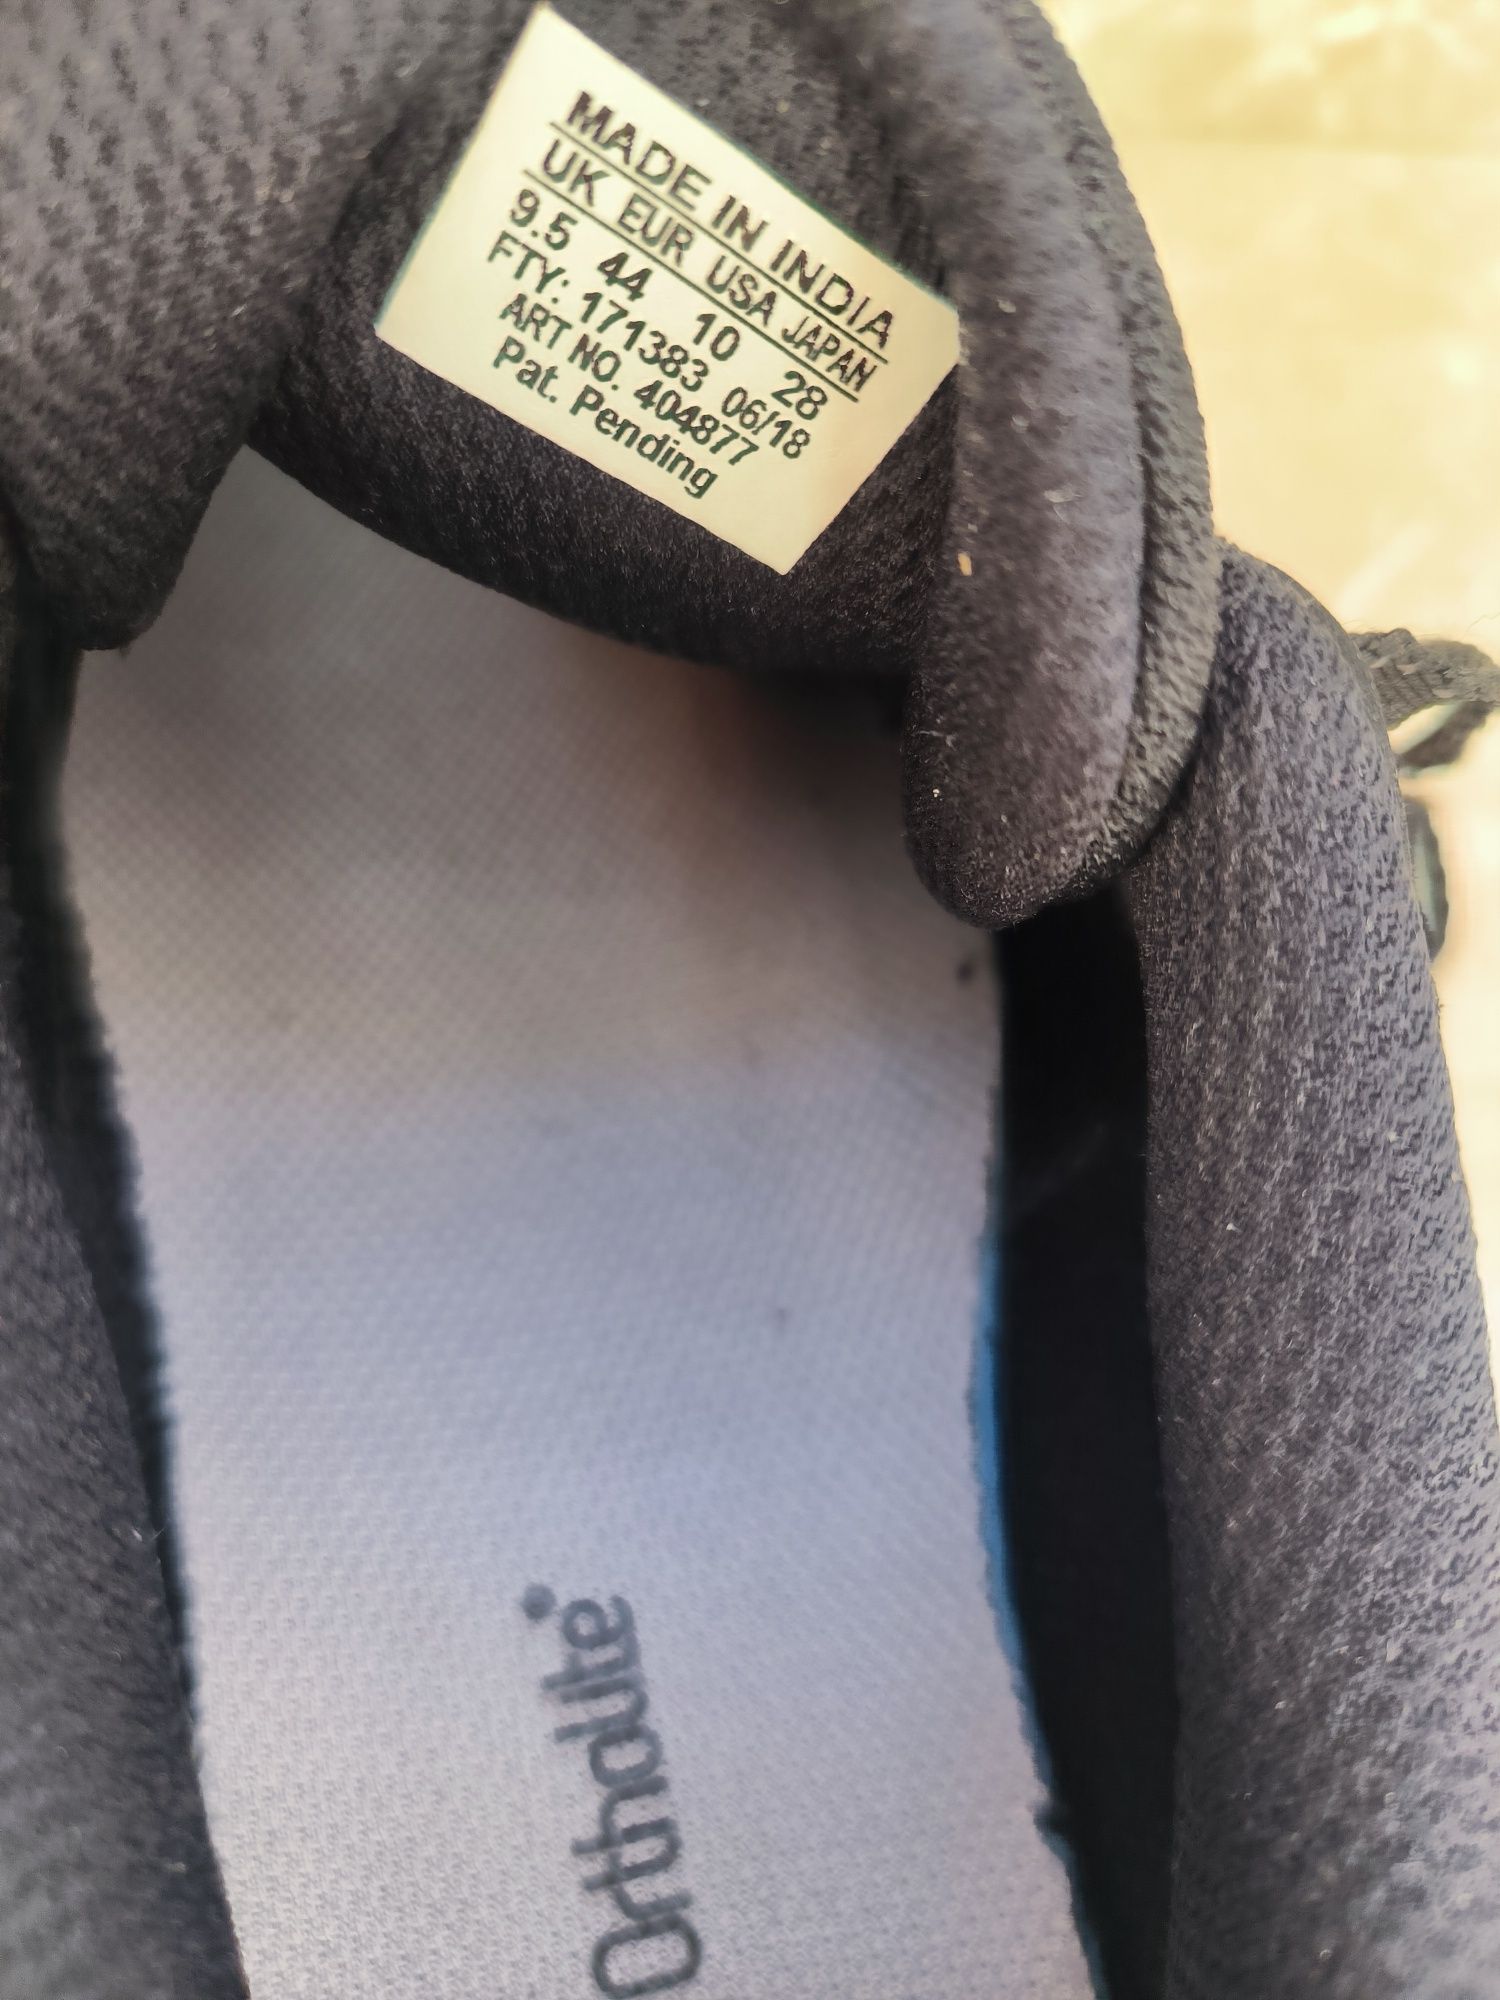 MADE IN INDIA
UK EUR USA JAPAN
9.5 44 10 28
FTY: 171383 06/18
ART NO. 404877
Pat. Pending
Ortholite